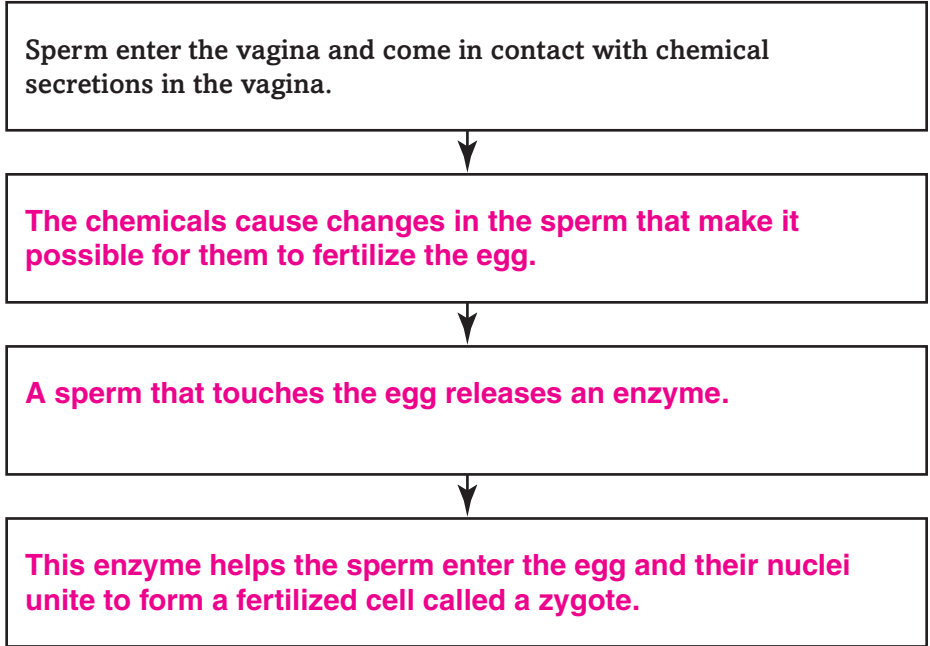 Sperm enter the vagina and come in contact with chemical
secretions in the vagina.
The chemicals cause changes in the sperm that make it
possible for them to fertilize the egg.
A sperm that touches the egg releases an enzyme.
This enzyme helps the sperm enter the egg and their nuclei
unite to form a fertilized cell called a zygote.